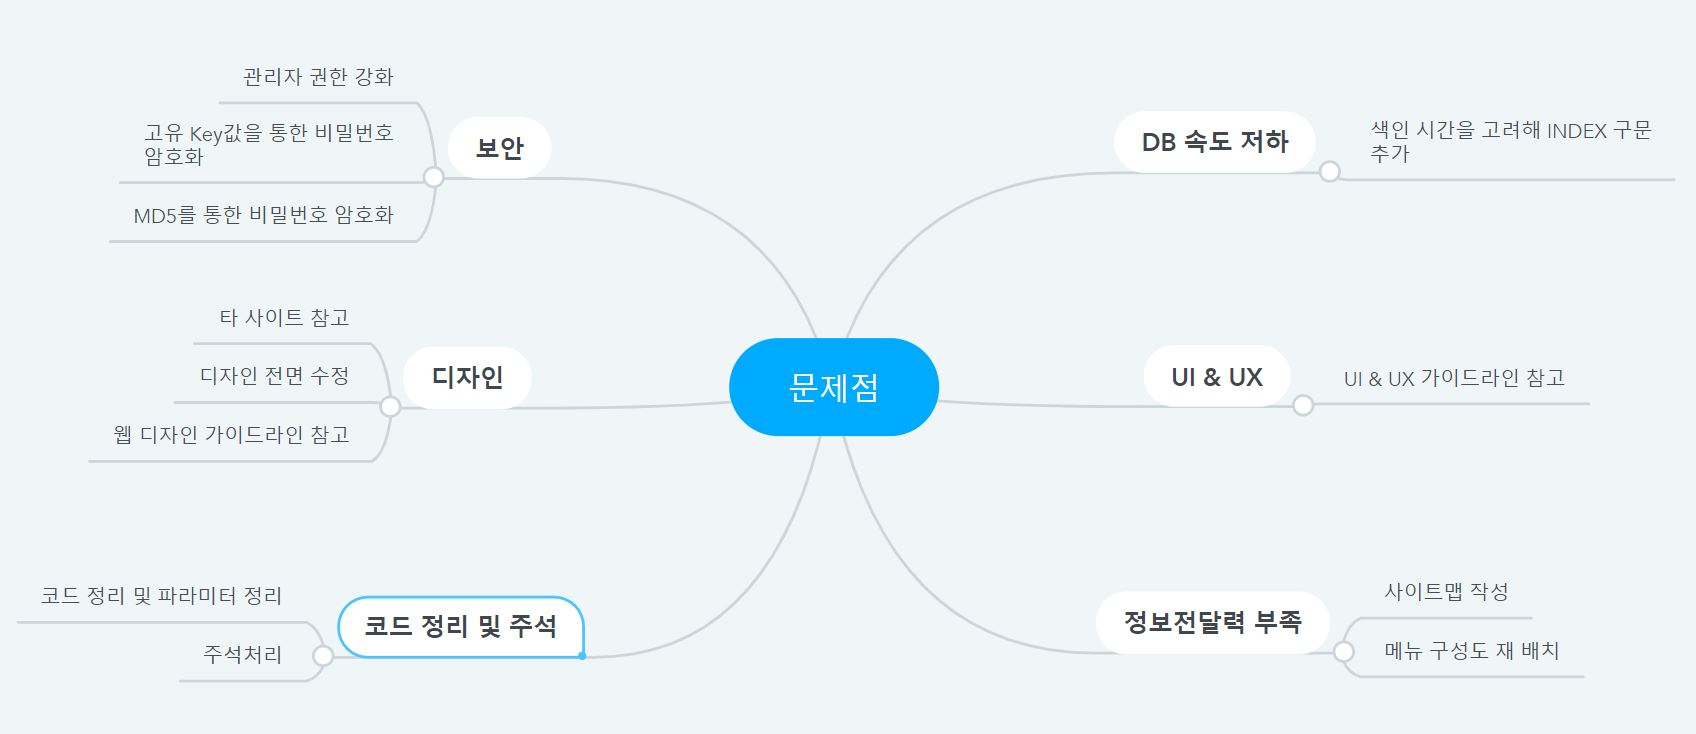 문제점
보안
관리자 권한 강화
고유 Key값을 통한 비밀번호
암호화
MD5를 통한 비밀번호 암호화
디자인
타 사이트 참고
디자인 전면 수정
웹 디자인 가이드라인 참고
코드 정리 및 주석
코드 정리 및 파라미터 정리
주석처리
DB 속도 저하
색인 시간을 고려해 INDEX 구문
추가
UI & UX
UI & UX 가이드라인 참고
정보전달력 부족
사이트맵 작성
메뉴 구성도 재 배치